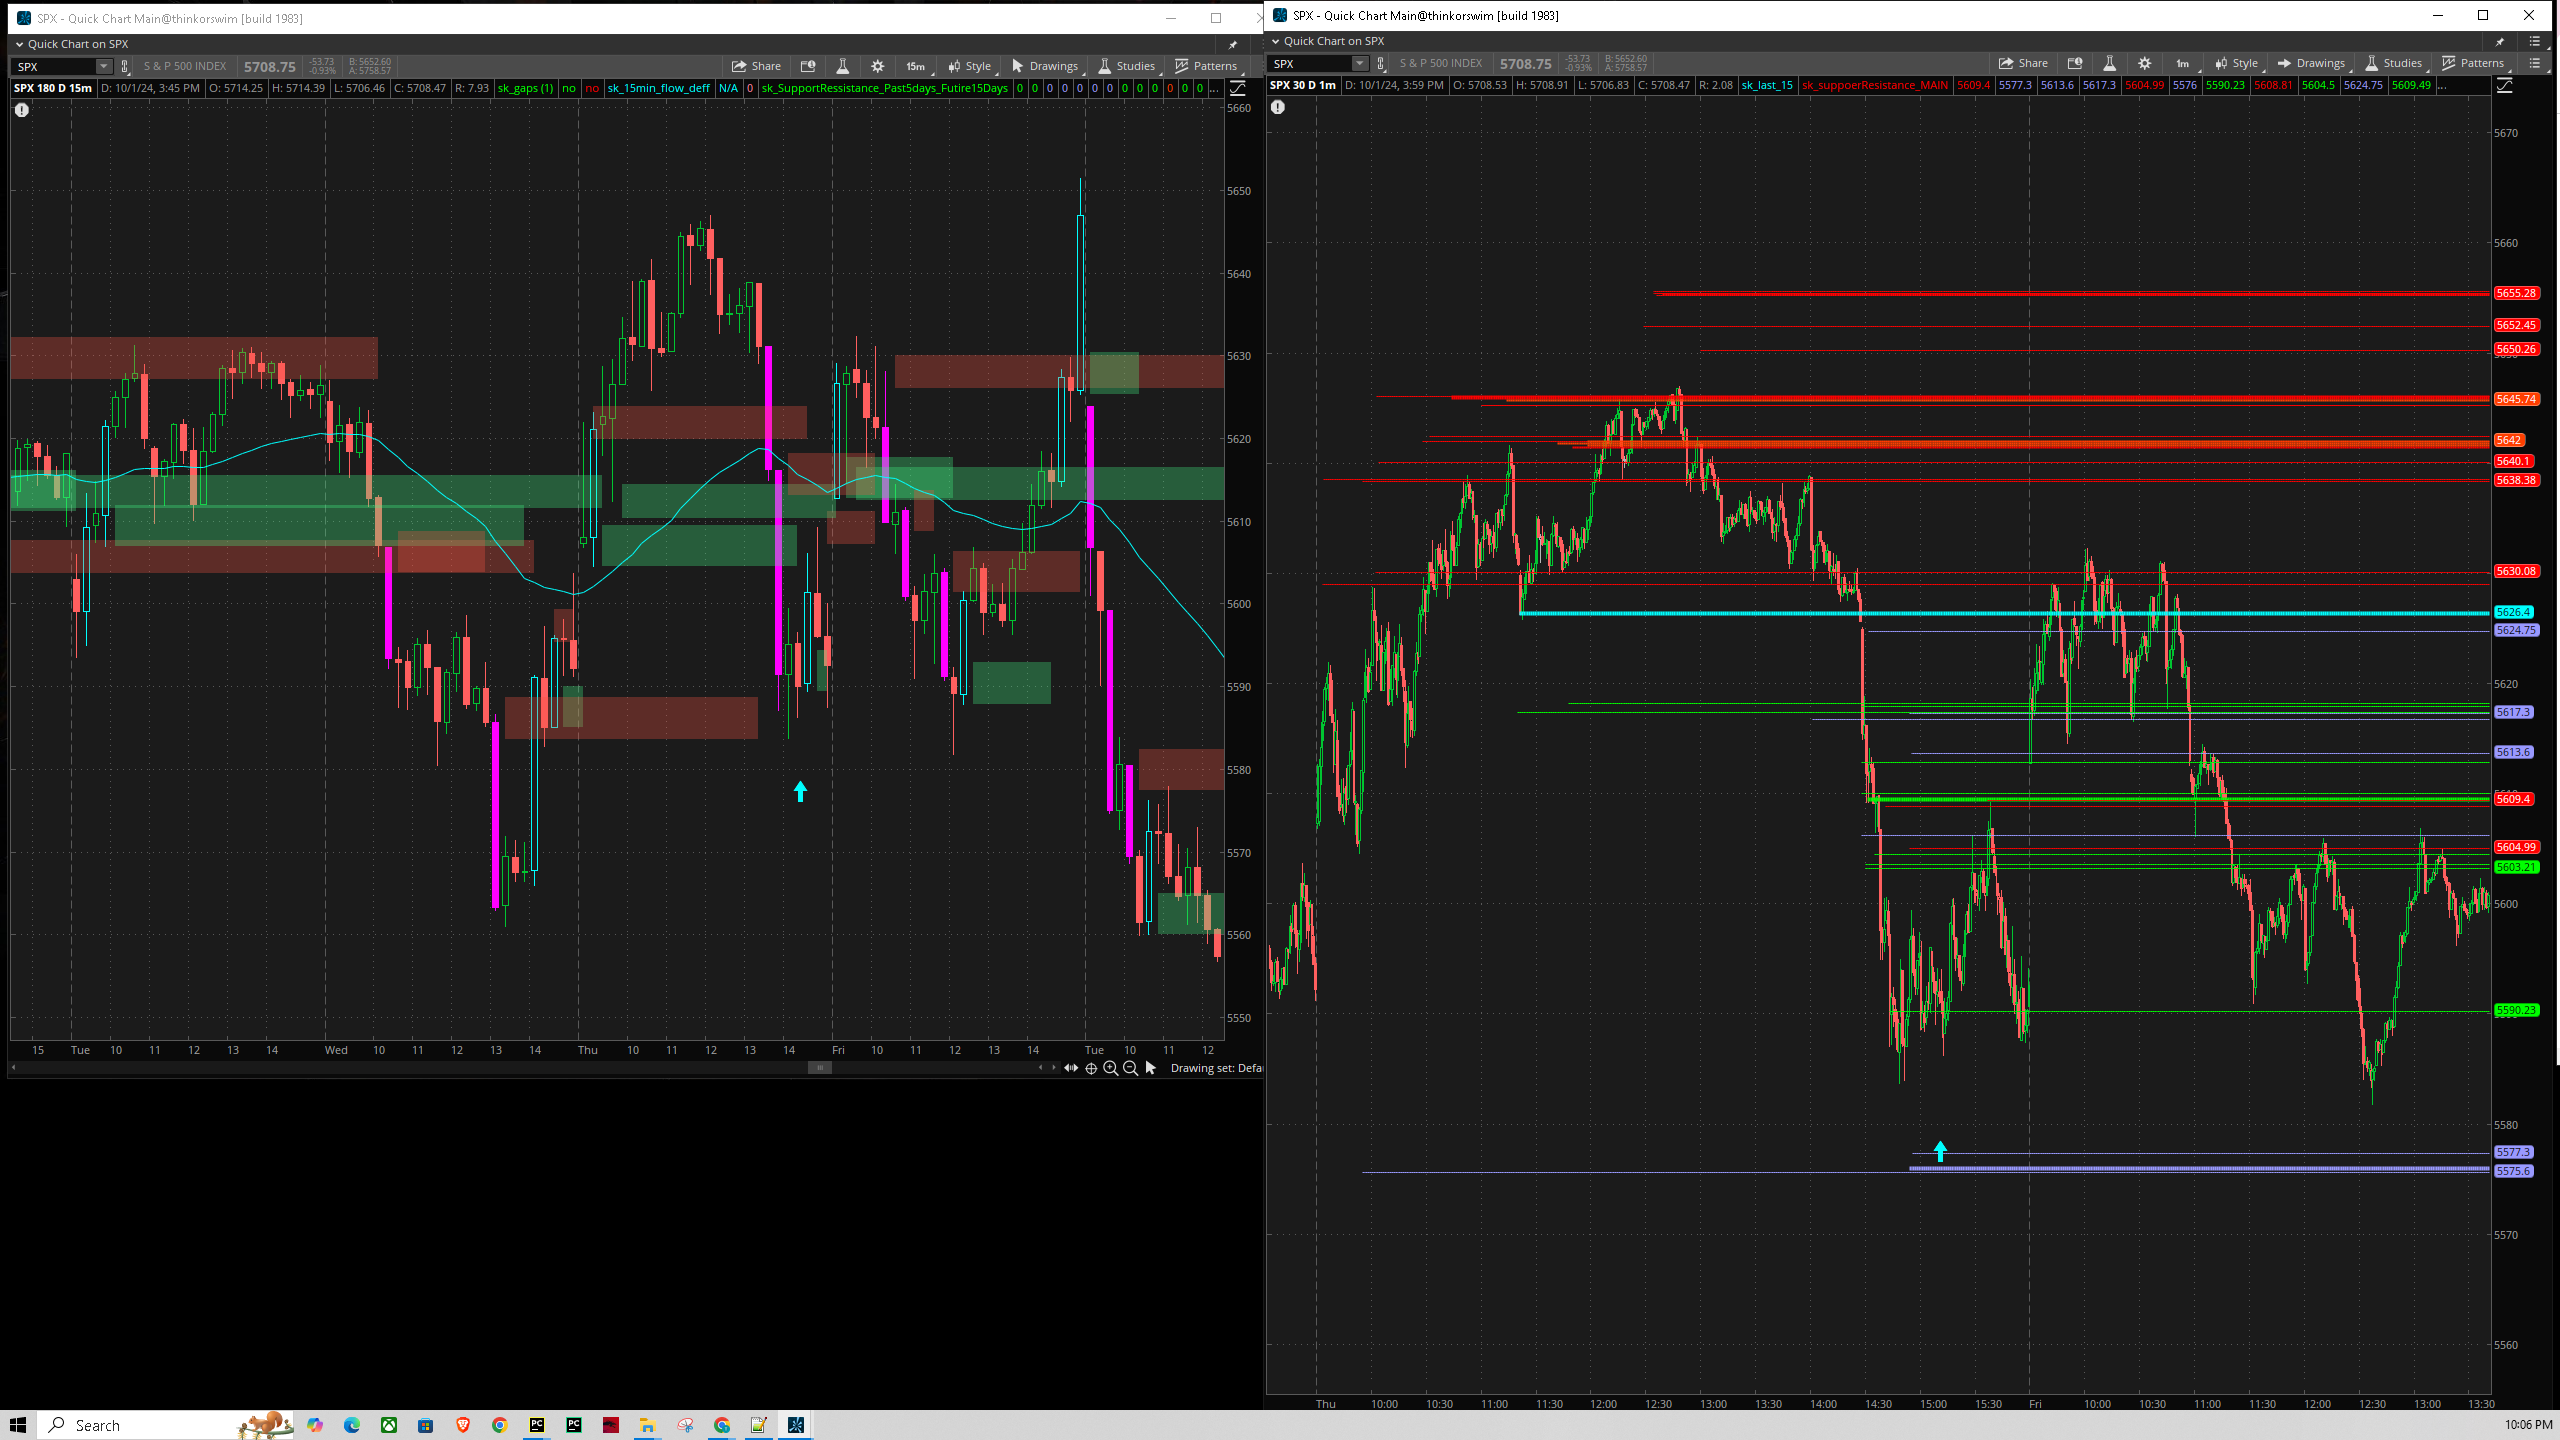 SPX - Quick Chart Main@thinkorswim [build 1983]
Quick Chart on SPX
SPX S & P 500 INDEX 5708.75 -53.73 -0.93% B: 5652.60 A: 5758.57 Share 15m Style Drawings Studies Patterns
SPX 180 D 15m D: 10/1/24, 3:45 PM O: 5714.25 H: 5714.39 L: 5706.46 C: 5708.47 R: 7.93 sk_gaps (1) no no sk_15min_flow_deff N/A 0 sk_SupportRessistance_Past5days_Futire15Days 0 0 0 0 0 0 0 0 0 0 0 0 0 ...
5660
5650
5640
5630
5620
5610
5600
5590
5580
5570
5560
5550
15 Tue 10 11 12 13 14 Wed 10 11 12 13 14 Thu 10 11 12 13 14 Fri 10 11 12 13 14 Tue 10 11 12
Drawing set: Defa
SPX - Quick Chart Main@thinkorswim [build 1983]
Quick Chart on SPX
SPX S & P 500 INDEX 5708.75 -53.73 -0.93% B: 5652.60 A: 5758.57 Share 1m Style Drawings Studies Patterns
SPX 30 D 1m D: 10/1/24, 3:59 PM O: 5708.53 H: 5708.91 L: 5706.83 C: 5708.47 R: 2.08 sk_last_15 sk_suppoerResistance_MAIN 5609.4 5577.3 5613.6 5617.3 5604.99 5576 5590.23 5608.81 5604.5 5624.75 5609.49 ...
5670
5660
5655.28
5652.45
5650.26
5645.74
5642
5640.1
5638.38
5630.08
5626.4
5624.75
5620
5617.3
5613.6
5609.4
5604.99
5603.21
5600
5590.23
5580
5577.3
5575.6
5570
5560
Thu 10:00 10:30 11:00 11:30 12:00 12:30 13:00 13:30 14:00 14:30 15:00 15:30 Fri 10:00 10:30 11:00 11:30 12:00 12:30 13:00 13:30
Search
10:06 PM